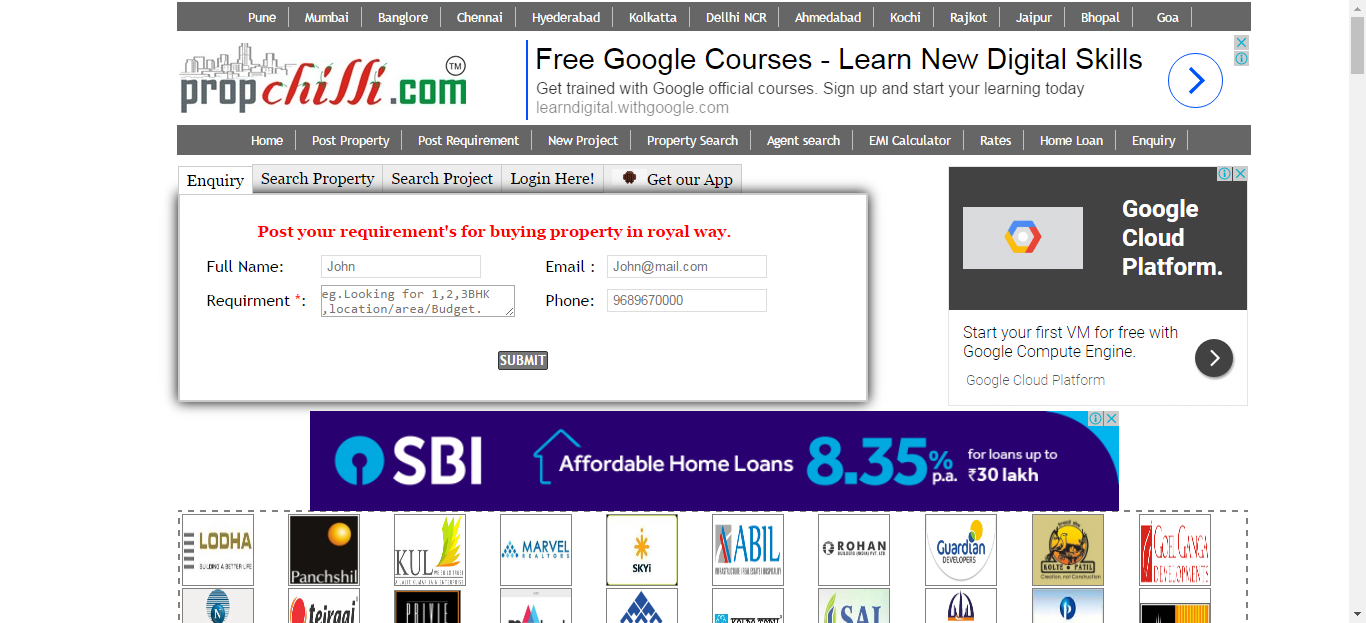 Pune Mumbai Banglore Chennai Hyederabad Kolkatta Dellhi NCR Ahmedabad Kochi Rajkot Jaipur Bhopal Goa
propchilli.com TM
Free Google Courses - Learn New Digital Skills
Get trained with Google official courses. Sign up and start your learning today
learndigital.withgoogle.com
Home Post Property Post Requirement New Project Property Search Agent search EMI Calculator Rates Home Loan Enquiry
Enquiry Search Property Search Project Login Here! Get our App
Post your requirement's for buying property in royal way.
Full Name: John Email : John@mail.com
Requirment *: eg.Looking for 1,2,3BHK
,location/area/Budget.
Phone: 9689670000
SUBMIT
Google
Cloud
Platform.
Start your first VM for free with
Google Compute Engine.
Google Cloud Platform
SBI Affordable Home Loans 8.35% p.a. for loans up to
₹30 lakh
LODHA
BUILDING A BETTER LIFE
Panchshil
KUL
MARVEL
REALTORS
SKYi
ABIL
ROHAN
Guardian
DEVELOPERS
KOLTE PATIL
Creation, not Construction
GOEL GANGA
DEVELOPMENTS
N
PRIVIE